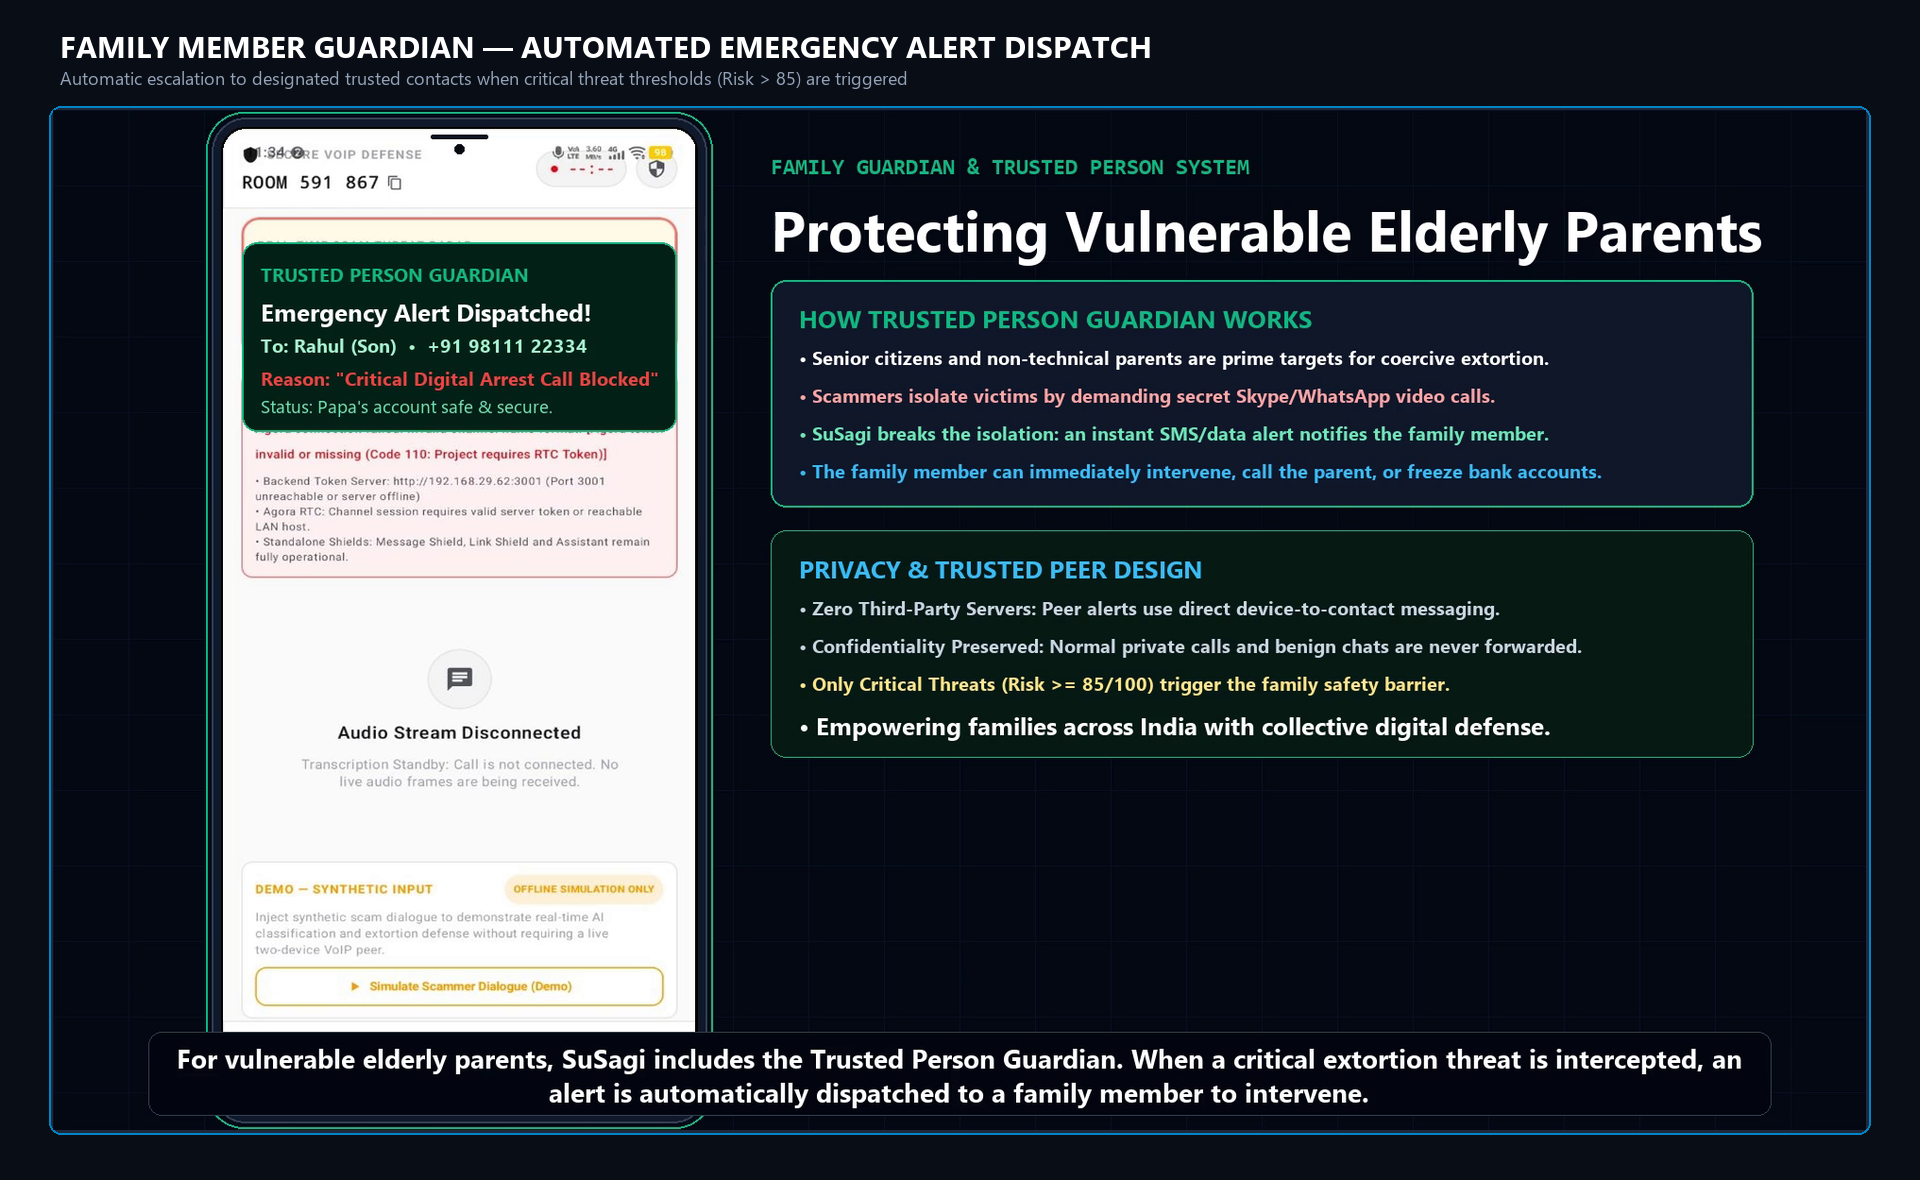 FAMILY MEMBER GUARDIAN — AUTOMATED EMERGENCY ALERT DISPATCH
Automatic escalation to designated trusted contacts when critical threat thresholds (Risk > 85) are triggered
SECURE VOIP DEFENSE
11:34
VoLTE 3.60 MB/s 4G 98
ROOM 591 867
--:--
TRUSTED PERSON GUARDIAN
Emergency Alert Dispatched!
To: Rahul (Son) • +91 98111 22334
Reason: "Critical Digital Arrest Call Blocked"
Status: Papa's account safe & secure.
invalid or missing (Code 110: Project requires RTC Token)]
• Backend Token Server: http://192.168.29.62:3001 (Port 3001
unreachable or server offline)
• Agora RTC: Channel session requires valid server token or reachable
LAN host.
• Standalone Shields: Message Shield, Link Shield and Assistant remain
fully operational.
Audio Stream Disconnected
Transcription Standby: Call is not connected. No
live audio frames are being received.
DEMO — SYNTHETIC INPUT
OFFLINE SIMULATION ONLY
Inject synthetic scam dialogue to demonstrate real-time AI
classification and extortion defense without requiring a live
two-device VoIP peer.
Simulate Scammer Dialogue (Demo)
FAMILY GUARDIAN & TRUSTED PERSON SYSTEM
Protecting Vulnerable Elderly Parents
HOW TRUSTED PERSON GUARDIAN WORKS
• Senior citizens and non-technical parents are prime targets for coercive extortion.
• Scammers isolate victims by demanding secret Skype/WhatsApp video calls.
• SuSagi breaks the isolation: an instant SMS/data alert notifies the family member.
• The family member can immediately intervene, call the parent, or freeze bank accounts.
PRIVACY & TRUSTED PEER DESIGN
• Zero Third-Party Servers: Peer alerts use direct device-to-contact messaging.
• Confidentiality Preserved: Normal private calls and benign chats are never forwarded.
• Only Critical Threats (Risk >= 85/100) trigger the family safety barrier.
• Empowering families across India with collective digital defense.
For vulnerable elderly parents, SuSagi includes the Trusted Person Guardian. When a critical extortion threat is intercepted, an
alert is automatically dispatched to a family member to intervene.